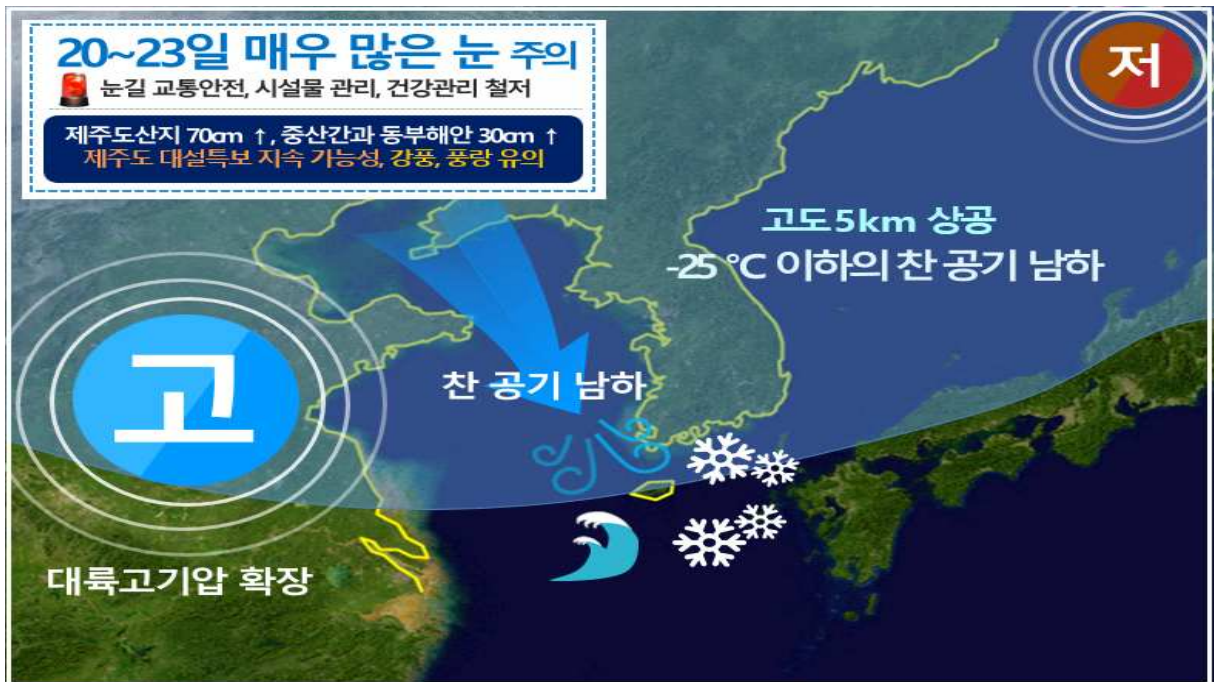 20~23일 매우 많은 눈 주의
눈길 교통안전, 시설물 관리, 건강관리 철저
제주도산지 70cm ↑, 중산간과 동부해안 30cm ↑
제주도 대설특보 지속 가능성, 강풍, 풍랑 유의
저
고도 5km 상공
-25 ℃ 이하의 찬 공기 남하
찬 공기 남하
고
대륙고기압 확장